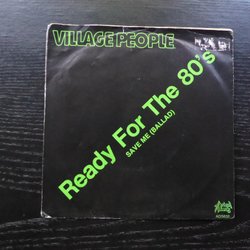 VILLAGE PEOPLE
Ready For The 80's
SAVE ME (BALLAD)